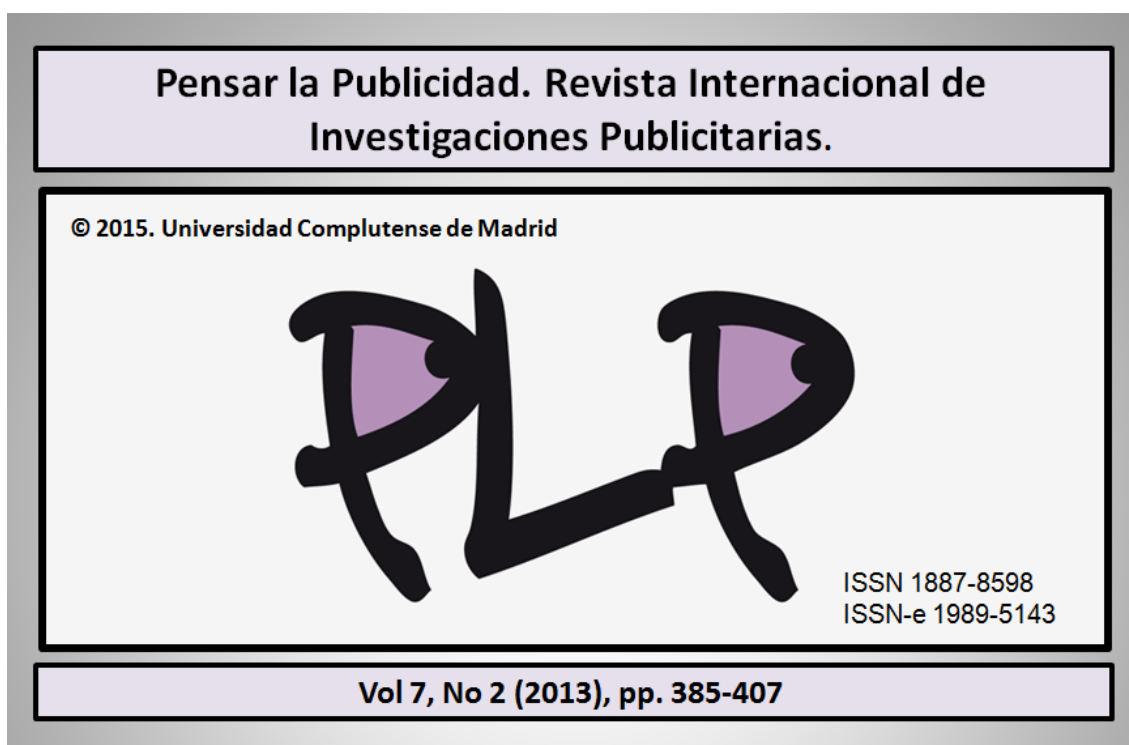 Pensar la Publicidad. Revista Internacional de
Investigaciones Publicitarias.
© 2015. Universidad Complutense de Madrid
PLP
ISSN 1887-8598
ISSN-e 1989-5143
Vol 7, No 2 (2013), pp. 385-407